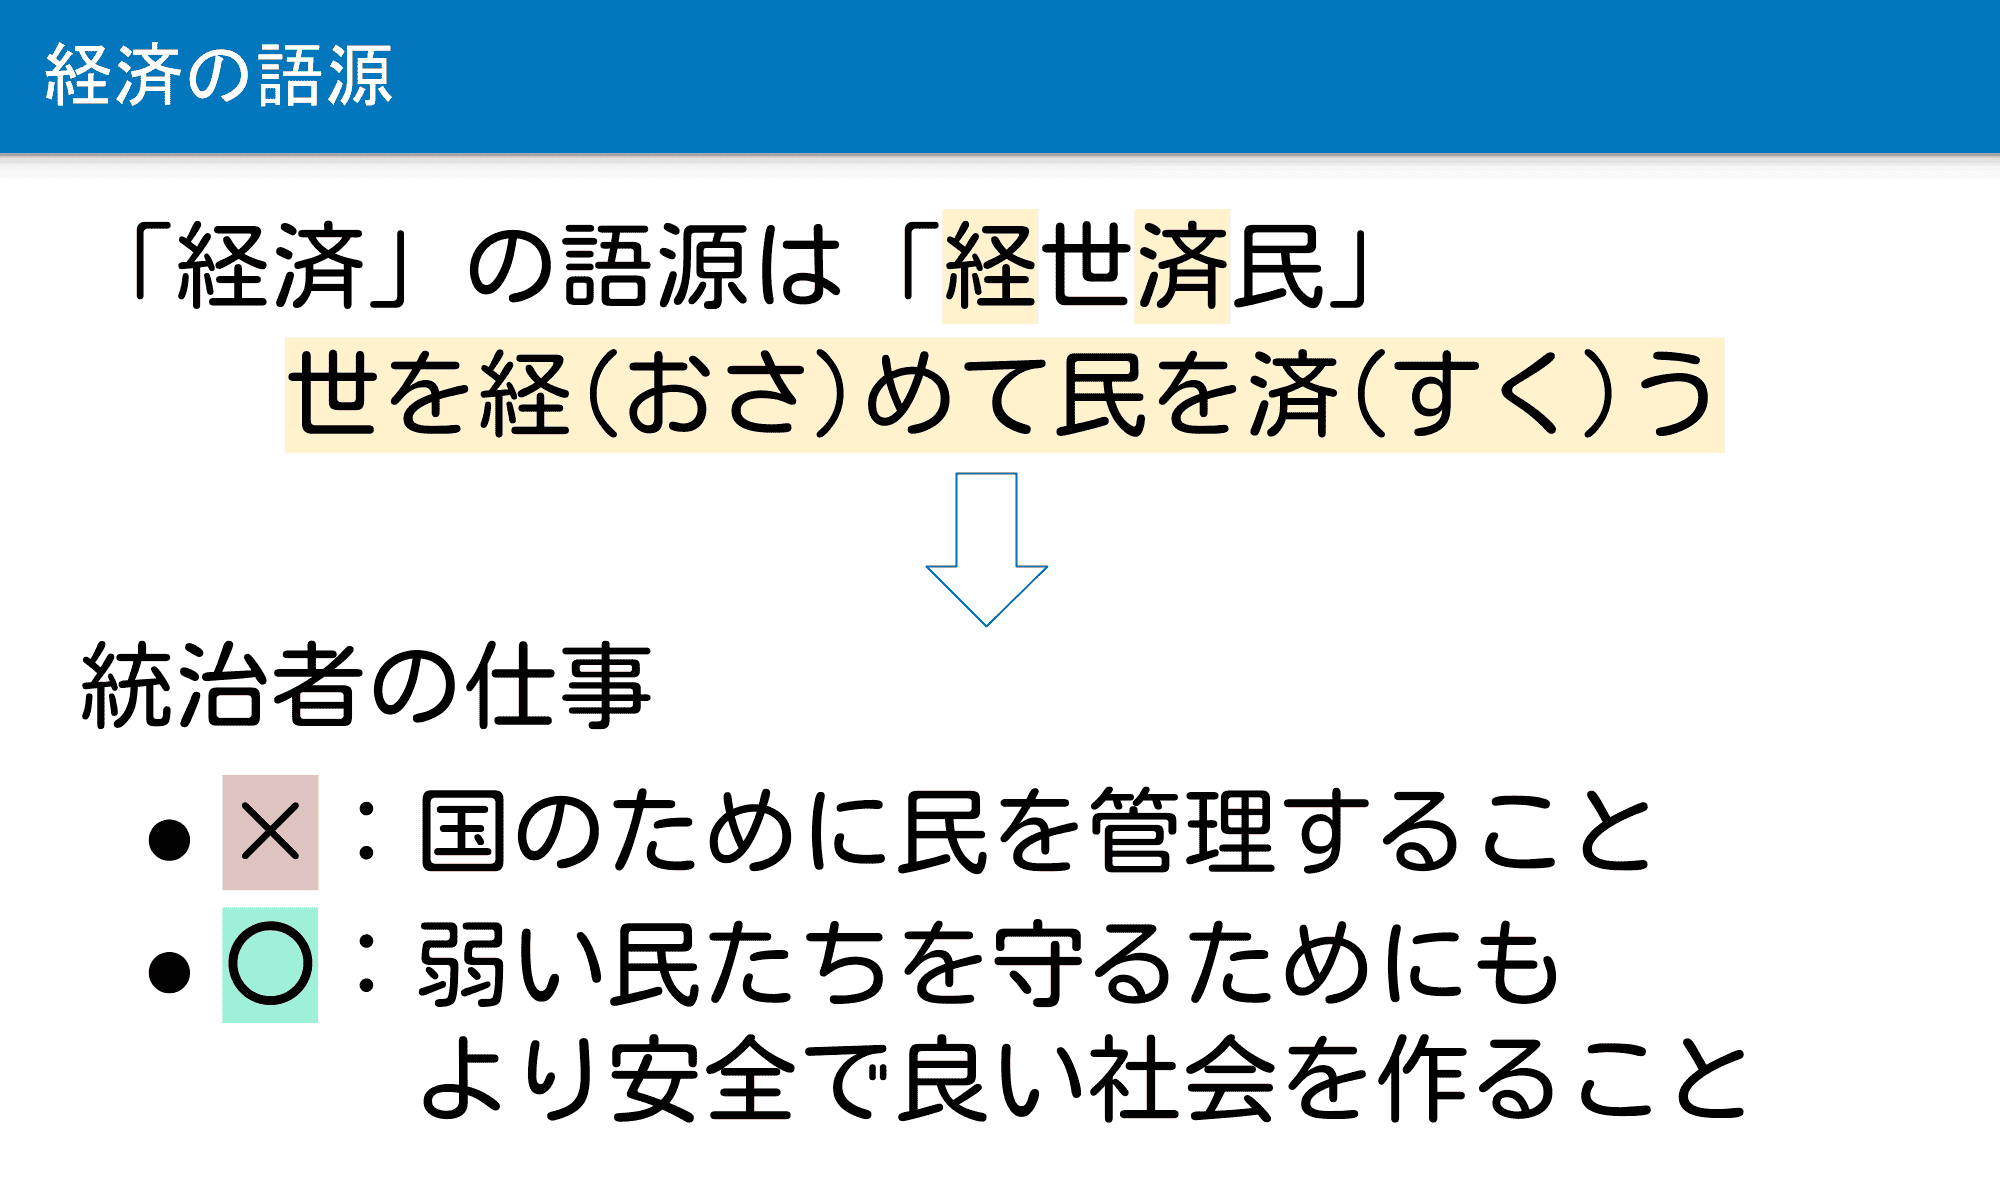 経済の語源
「経済」の語源は「経世済民」
世を経(おさ)めて民を済(すく)う
統治者の仕事
● ×：国のために民を管理すること
● ○：弱い民たちを守るためにも
より安全で良い社会を作ること